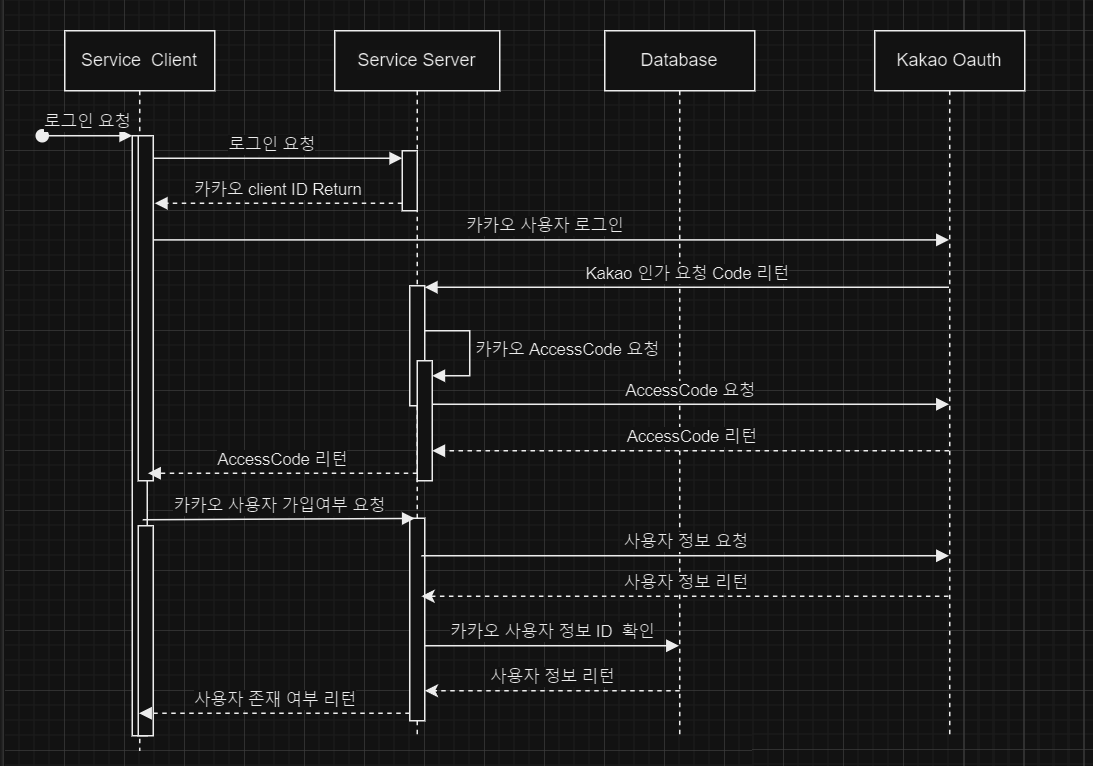 Service  Client
Service Server
Database
Kakao Oauth
로그인 요청
로그인 요청
카카오 client ID Return
카카오 사용자 로그인
Kakao 인가 요청 Code 리턴
카카오 AccessCode 요청
AccessCode 요청
AccessCode 리턴
AccessCode 리턴
카카오 사용자 가입여부 요청
사용자 정보 요청
사용자 정보 리턴
카카오 사용자 정보 ID  확인
사용자 정보 리턴
사용자 존재 여부 리턴